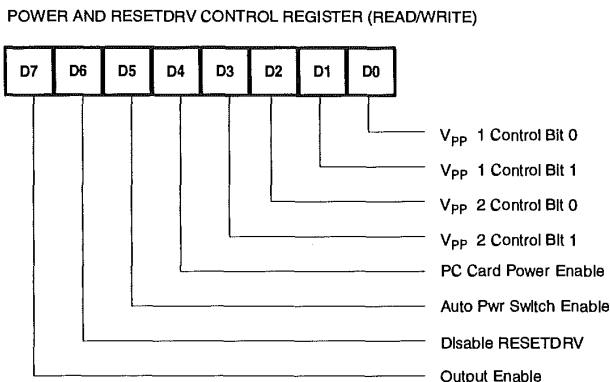 POWER AND RESETDRV CONTROL REGISTER (READ/WRITE)
D7 D6 D5 D4 D3 D2 D1 D0
VPP 1 Control Bit 0
VPP 1 Control Bit 1
VPP 2 Control Bit 0
VPP 2 Control Bit 1
PC Card Power Enable
Auto Pwr Switch Enable
Disable RESETDRV
Output Enable